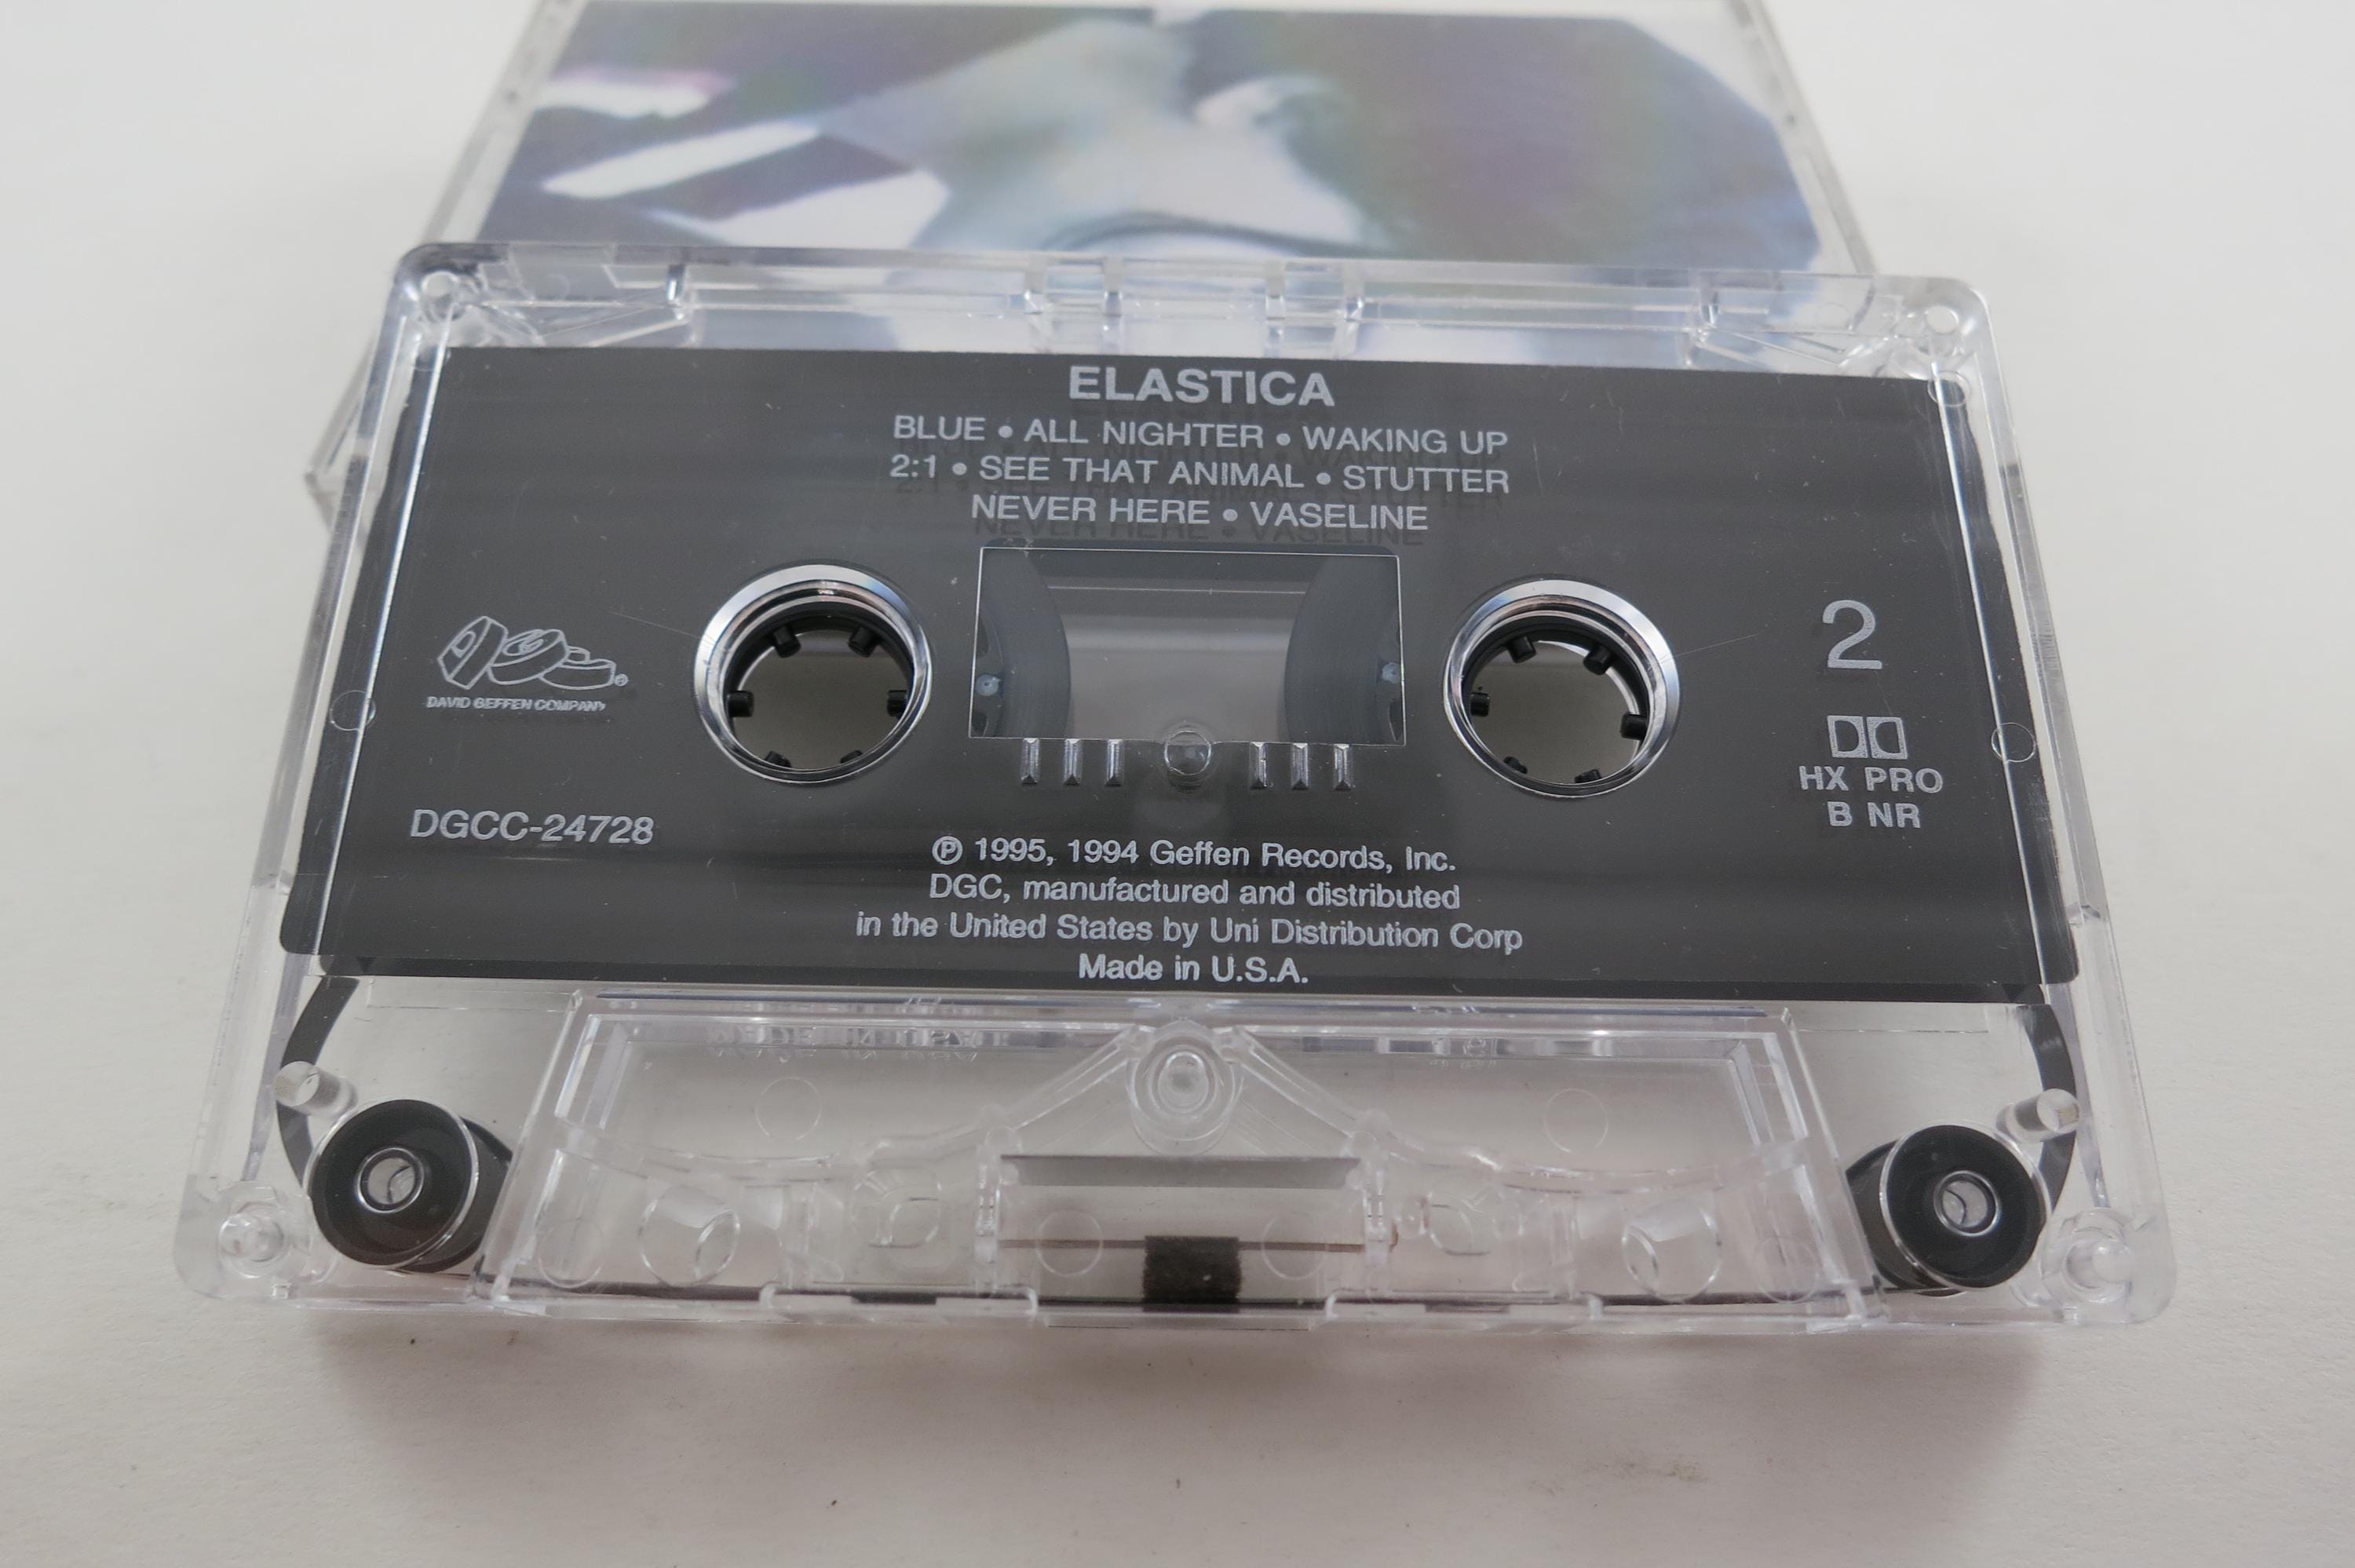 ELASTICA
BLUE • ALL NIGHTER • WAKING UP
2:1 • SEE THAT ANIMAL • STUTTER
NEVER HERE • VASELINE
DGC®
DAVID GEFFEN COMPANY
2
HX PRO
B NR
DGCC-24728
℗ 1995, 1994 Geffen Records, Inc.
DGC, manufactured and distributed
in the United States by Uni Distribution Corp
Made in U.S.A.